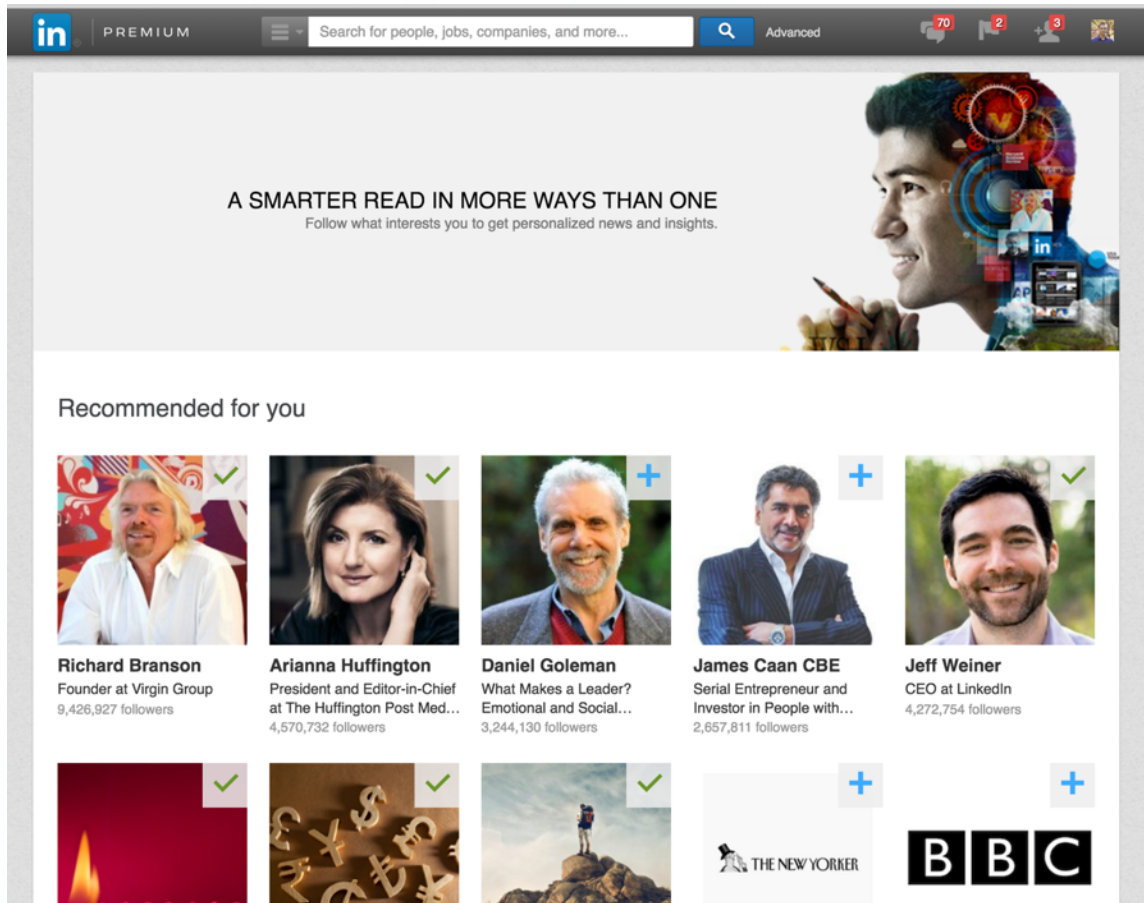 in PREMIUM
Search for people, jobs, companies, and more...
Advanced
70
2
3
A SMARTER READ IN MORE WAYS THAN ONE
Follow what interests you to get personalized news and insights.
in
WSJ
Recommended for you
Richard Branson
Founder at Virgin Group
9,426,927 followers
Arianna Huffington
President and Editor-in-Chief
at The Huffington Post Med...
4,570,732 followers
Daniel Goleman
What Makes a Leader?
Emotional and Social...
3,244,130 followers
James Caan CBE
Serial Entrepreneur and
Investor in People with...
2,657,811 followers
Jeff Weiner
CEO at LinkedIn
4,272,754 followers
THE NEW YORKER
BBC